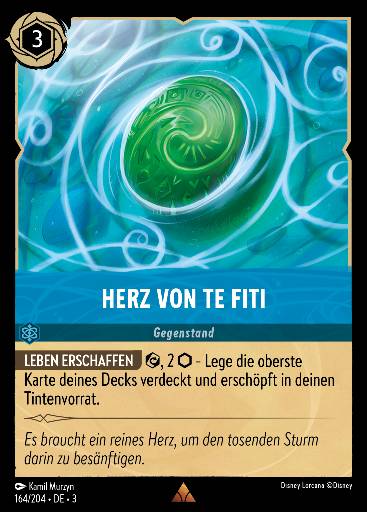 3
HERZ VON TE FITI
Gegenstand
LEBEN ERSCHAFFEN , 2 - Lege die oberste
Karte deines Decks verdeckt und erschöpft in deinen
Tintenvorrat.
Es braucht ein reines Herz, um den tosenden Sturm
darin zu besänftigen.
Kamil Murzyn
Disney Lorcana ©Disney
164/204 • DE • 3